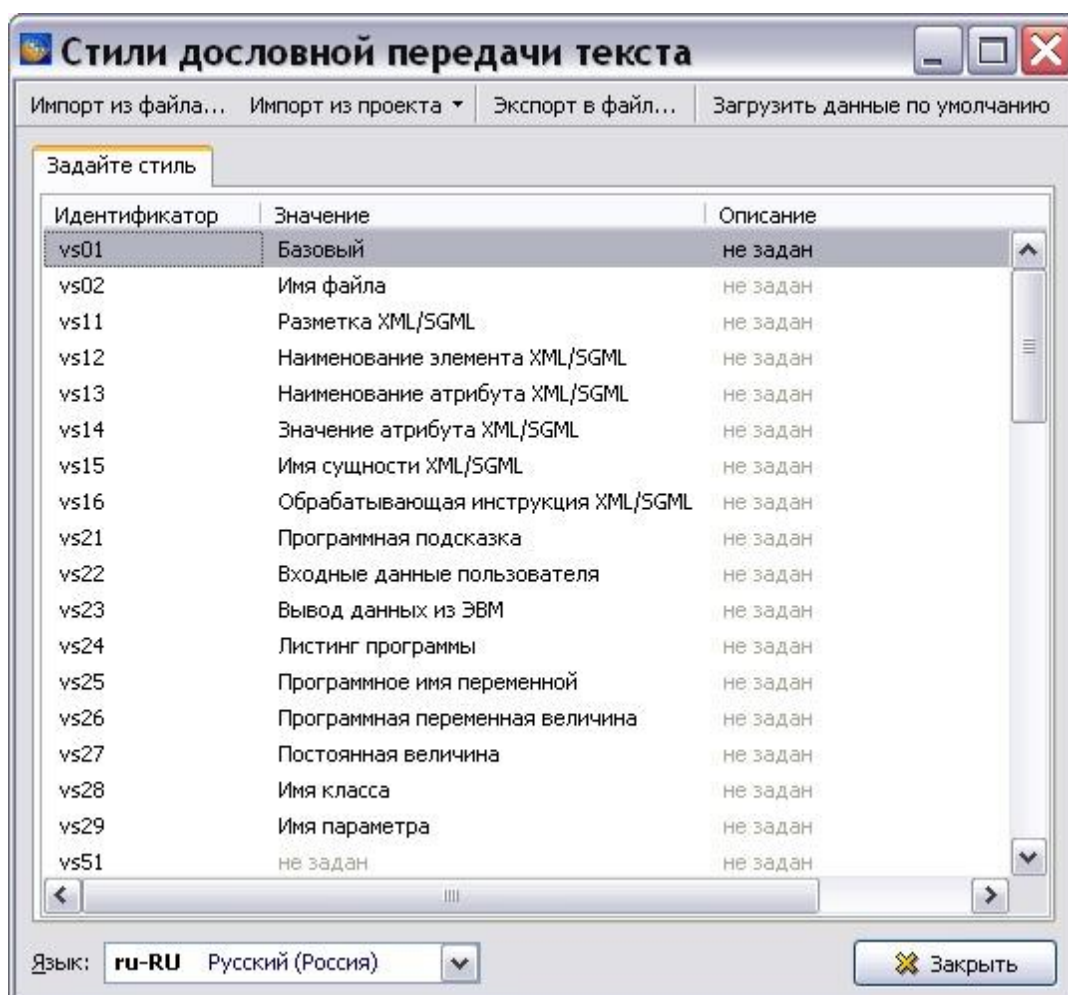 Стили дословной передачи текста
Импорт из файла... Импорт из проекта Экспорт в файл... Загрузить данные по умолчанию
Задайте стиль
Идентификатор Значение Описание
vs01 Базовый не задан
vs02 Имя файла не задан
vs11 Разметка XML/SGML не задан
vs12 Наименование элемента XML/SGML не задан
vs13 Наименование атрибута XML/SGML не задан
vs14 Значение атрибута XML/SGML не задан
vs15 Имя сущности XML/SGML не задан
vs16 Обрабатывающая инструкция XML/SGML не задан
vs21 Программная подсказка не задан
vs22 Входные данные пользователя не задан
vs23 Вывод данных из ЭВМ не задан
vs24 Листинг программы не задан
vs25 Программное имя переменной не задан
vs26 Программная переменная величина не задан
vs27 Постоянная величина не задан
vs28 Имя класса не задан
vs29 Имя параметра не задан
vs51 не задан не задан
Язык: ru-RU Русский (Россия) Закрыть